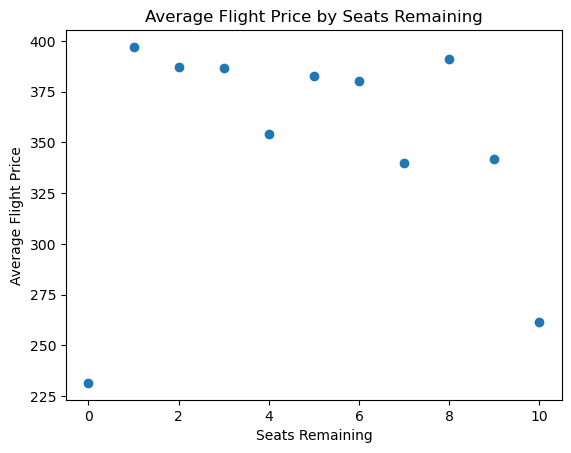 Average Flight Price by Seats Remaining
400
375
350
325
300
275
250
225
Average Flight Price
0 2 4 6 8 10
Seats Remaining